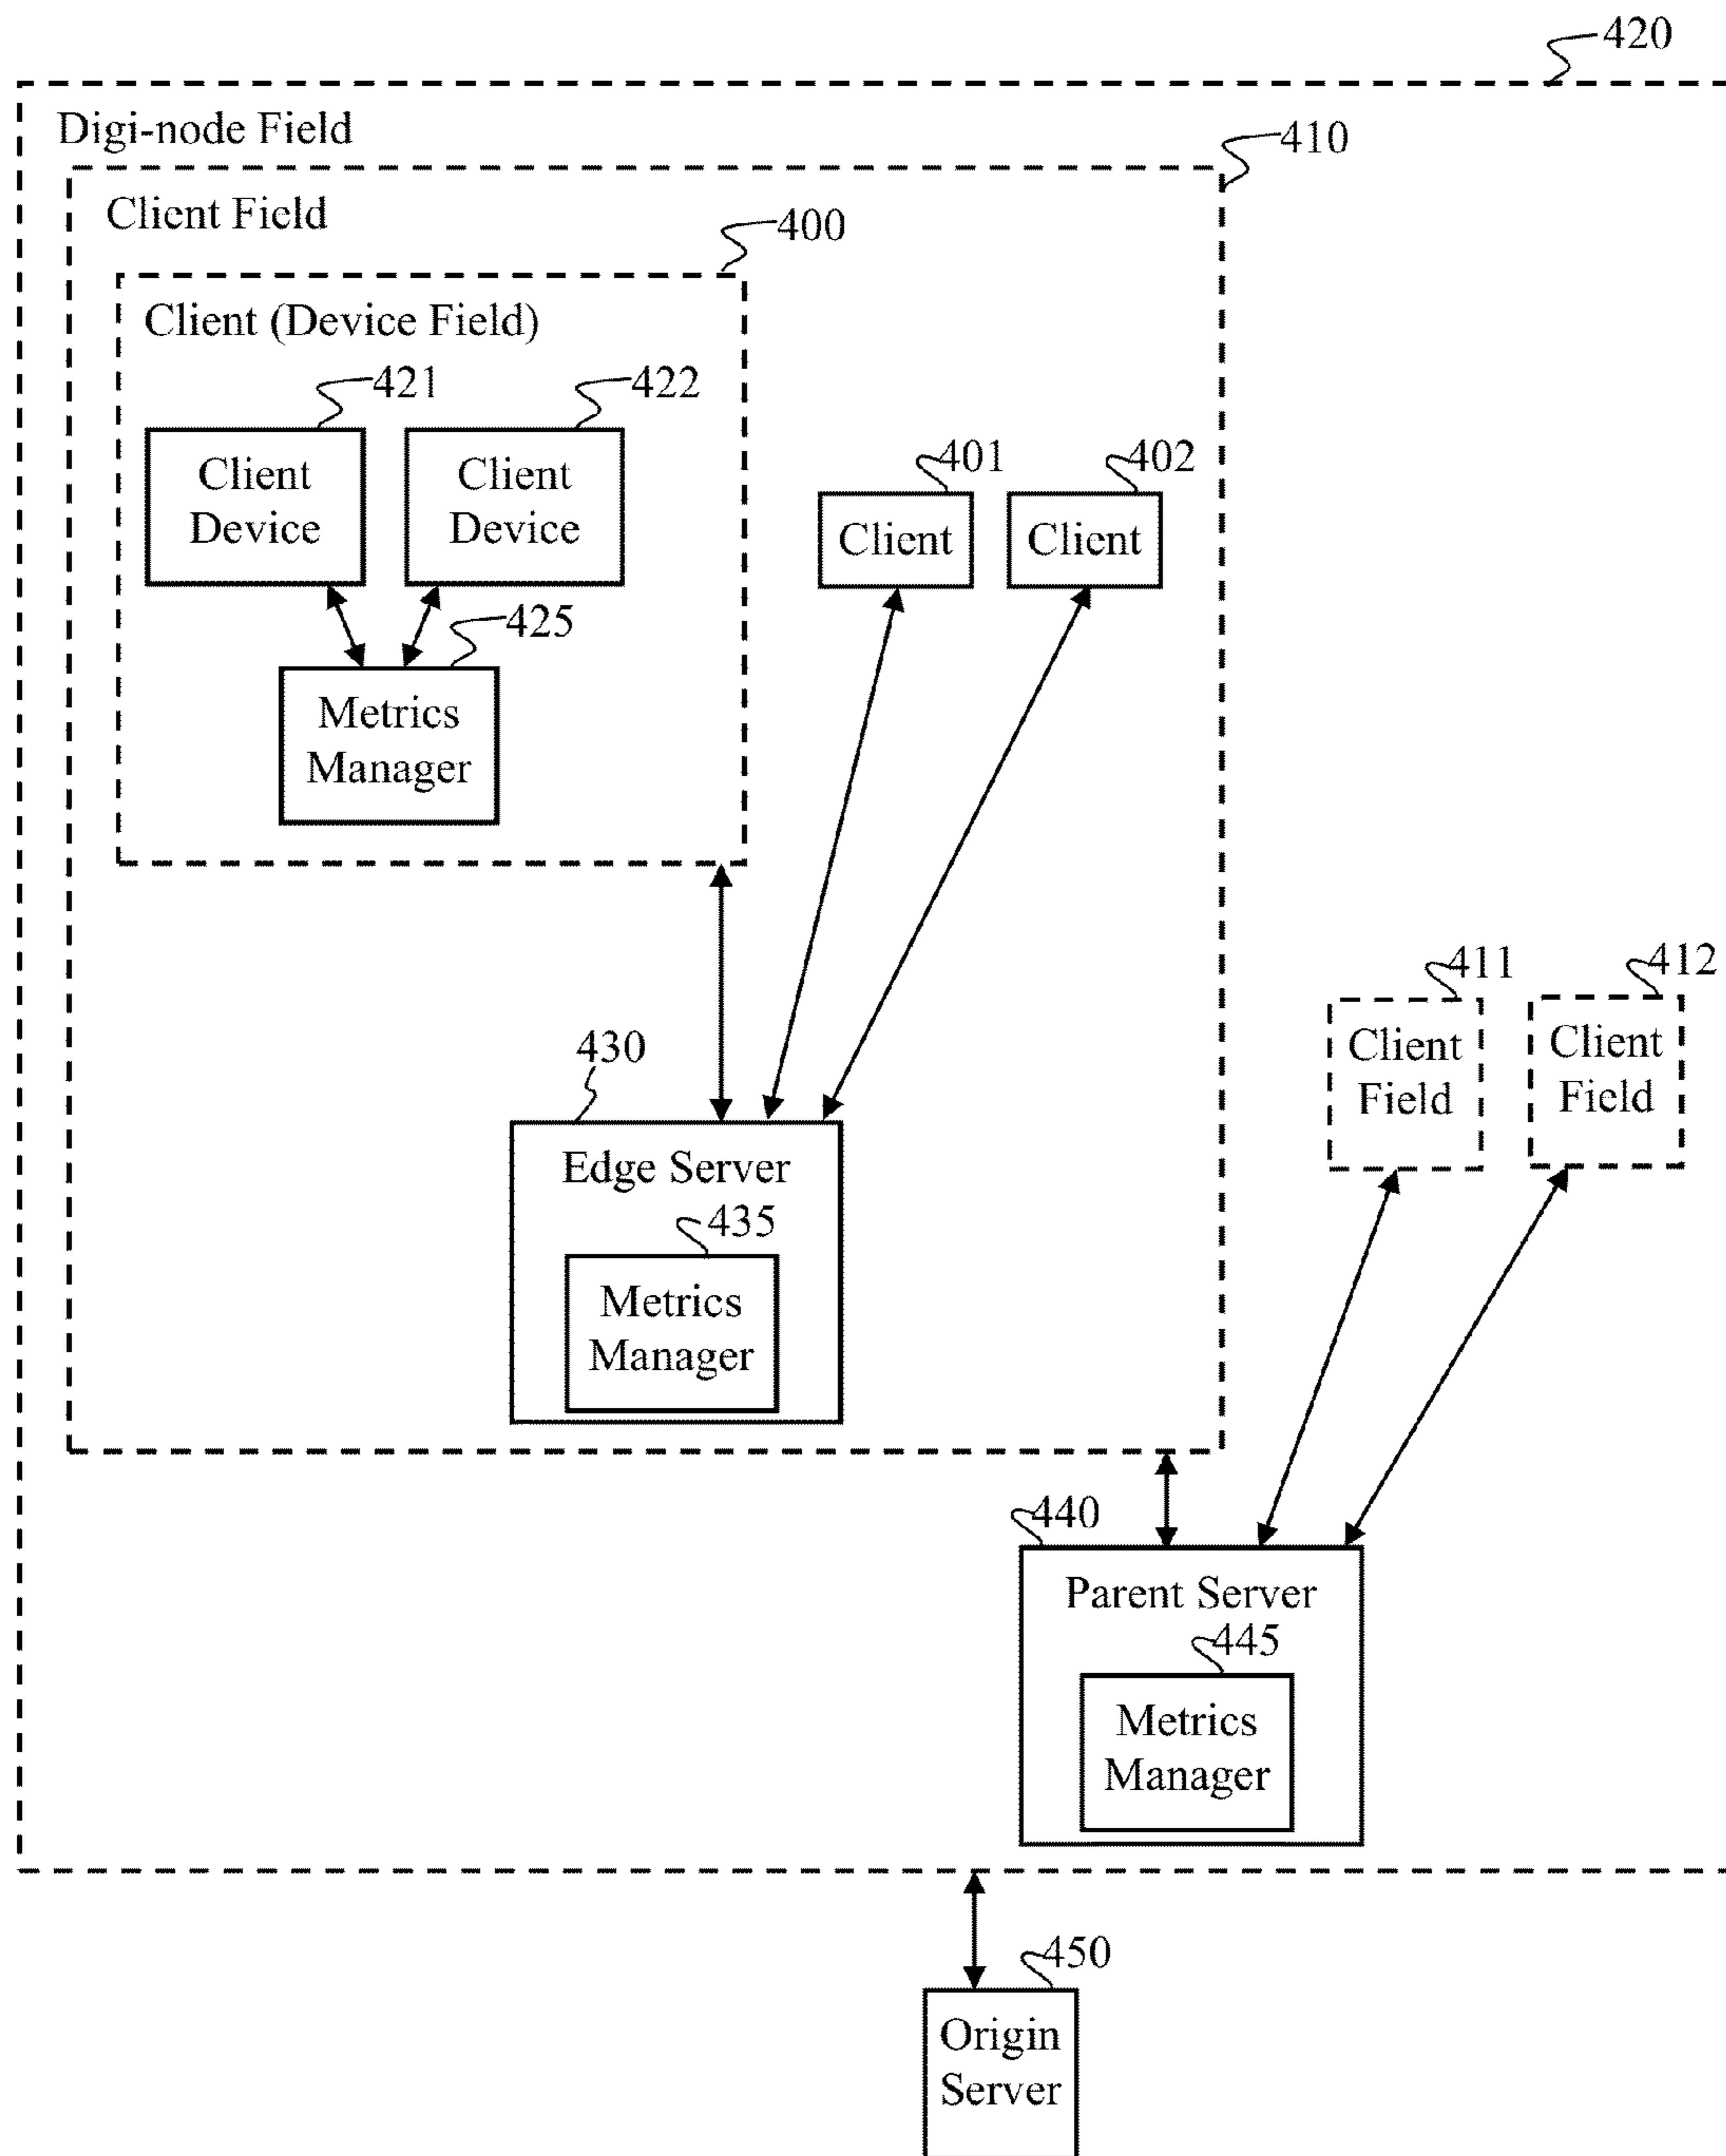 420
Digi-node Field
410
Client Field
400
Client (Device Field)
421
422
Client
Device
Client
Device
401
402
Client
Client
425
Metrics
Manager
411
412
Client
Field
Client
Field
430
Edge Server
435
Metrics
Manager
440
Parent Server
445
Metrics
Manager
450
Origin
Server